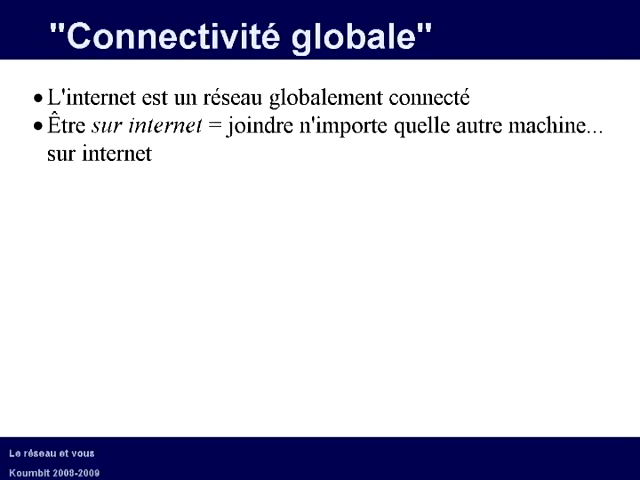 "Connectivité globale"
• L'internet est un réseau globalement connecté
• Être sur internet = joindre n'importe quelle autre machine...
sur internet
Le réseau et vous
Koumbit 2008-2009